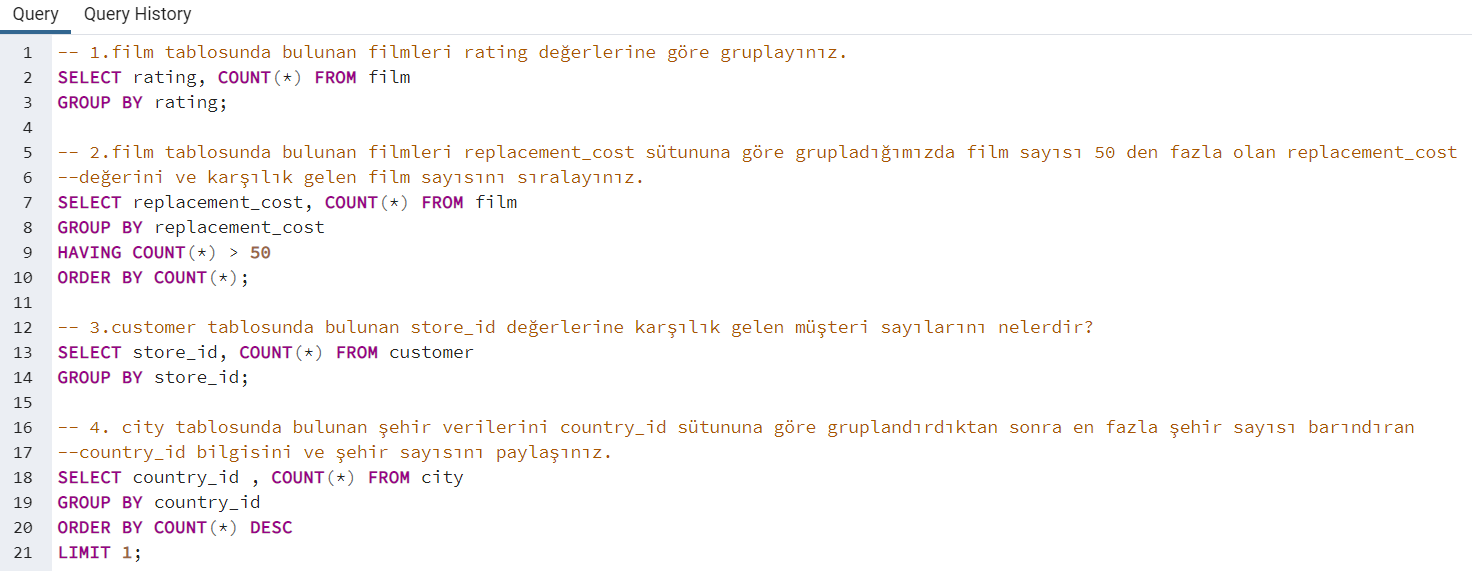 Query Query History
1 -- 1.film tablosunda bulunan filmleri rating değerlerine göre gruplayınız.
2 SELECT rating, COUNT(*) FROM film
3 GROUP BY rating;
4
5 -- 2.film tablosunda bulunan filmleri replacement_cost sütununa göre grupladığımızda film sayısı 50 den fazla olan replacement_cost
6 --değerini ve karşılık gelen film sayısını sıralayınız.
7 SELECT replacement_cost, COUNT(*) FROM film
8 GROUP BY replacement_cost
9 HAVING COUNT(*) > 50
10 ORDER BY COUNT(*);
11
12 -- 3.customer tablosunda bulunan store_id değerlerine karşılık gelen müşteri sayılarını nelerdir?
13 SELECT store_id, COUNT(*) FROM customer
14 GROUP BY store_id;
15
16 -- 4. city tablosunda bulunan şehir verilerini country_id sütununa göre gruplandırdıktan sonra en fazla şehir sayısı barındıran
17 --country_id bilgisini ve şehir sayısını paylaşınız.
18 SELECT country_id , COUNT(*) FROM city
19 GROUP BY country_id
20 ORDER BY COUNT(*) DESC
21 LIMIT 1;